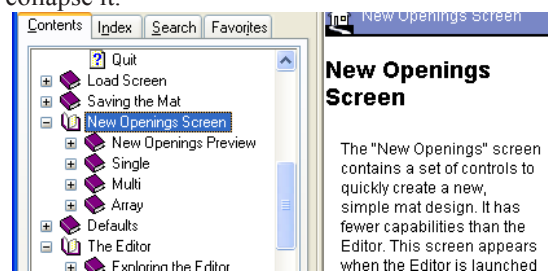 collapse it.
Contents Index Search Favorites
Quit
Load Screen
Saving the Mat
New Openings Screen
New Openings Preview
Single
Multi
Array
Defaults
The Editor
Exploring the Editor
New Openings Screen
New Openings
Screen
The "New Openings" screen
contains a set of controls to
quickly create a new,
simple mat design. It has
fewer capabilities than the
Editor. This screen appears
when the Editor is launched